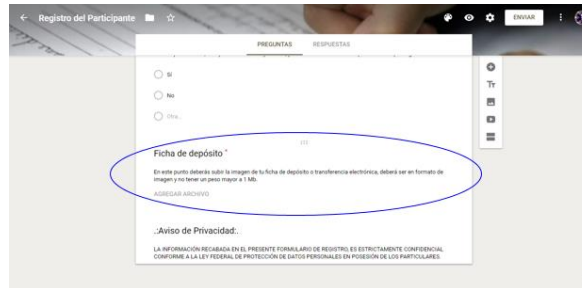 Registro del Participante
ENVIAR
PREGUNTAS RESPUESTAS
Sí
No
Otra...
Tт
Ficha de depósito *
En este punto deberás subir la imagen de tu ficha de depósito o transferencia electrónica, deberá ser en formato de
imagen y no tener un peso mayor a 1 Mb.
AGREGAR ARCHIVO
.:Aviso de Privacidad:.
LA INFORMACIÓN RECABADA EN EL PRESENTE FORMULARIO DE REGISTRO, ES ESTRICTAMENTE CONFIDENCIAL
CONFORME A LA LEY FEDERAL DE PROTECCIÓN DE DATOS PERSONALES EN POSESIÓN DE LOS PARTICULARES.